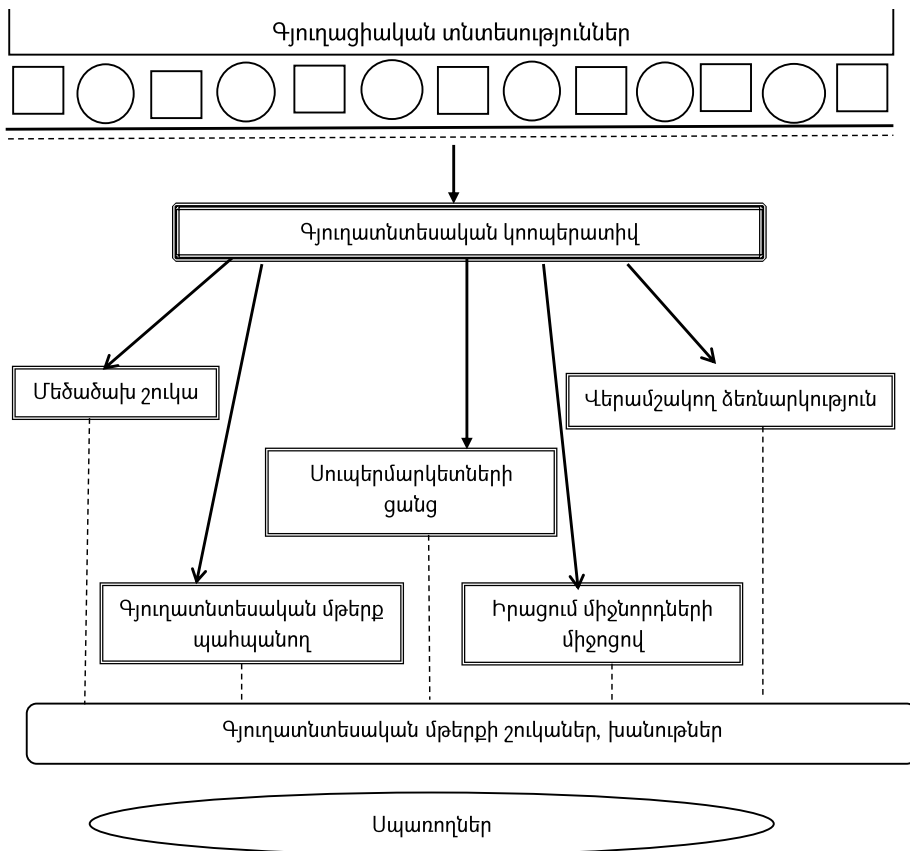 Գյուղացիական տնտեսություններ
Գյուղատնտեսական կոոպերատիվ
Մեծածախ շուկա
Վերամշակող ձեռնարկություն
Սուպերմարկետների
ցանց
Գյուղատնտեսական մթերք
պահպանող
Իրացում միջնորդների
միջոցով
Գյուղատնտեսական մթերքի շուկաներ, խանութներ
Սպառողներ